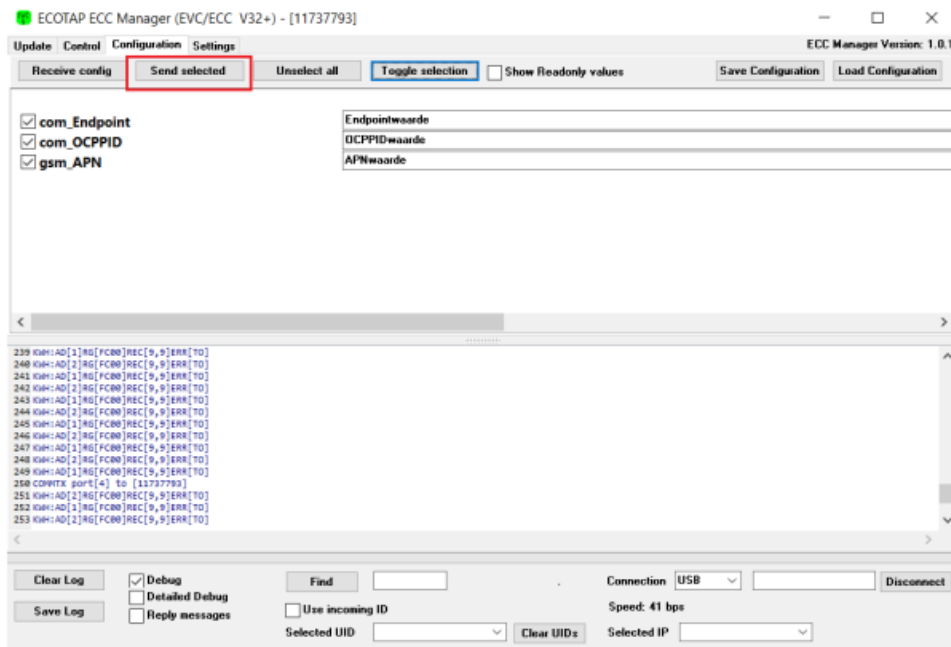 ECOTAP ECC Manager (EVC/ECC V32+) - [11737793]
Update Control Configuration Settings ECC Manager Version: 1.0.1
Receive config Send selected Unselect all Toggle selection Show Readonly values Save Configuration Load Configuration
com_Endpoint Endpointwaarde
com_OCPPID OCPPIDwaarde
gsm_APN APNwaarde
239 KWH:AD[1]RG[FC00]REC[9,9]ERR[TO]
240 KWH:AD[2]RG[FC00]REC[9,9]ERR[TO]
241 KWH:AD[1]RG[FC00]REC[9,9]ERR[TO]
242 KWH:AD[2]RG[FC00]REC[9,9]ERR[TO]
243 KWH:AD[1]RG[FC00]REC[9,9]ERR[TO]
244 KWH:AD[2]RG[FC00]REC[9,9]ERR[TO]
245 KWH:AD[1]RG[FC00]REC[9,9]ERR[TO]
246 KWH:AD[2]RG[FC00]REC[9,9]ERR[TO]
247 KWH:AD[1]RG[FC00]REC[9,9]ERR[TO]
248 KWH:AD[2]RG[FC00]REC[9,9]ERR[TO]
249 KWH:AD[1]RG[FC00]REC[9,9]ERR[TO]
250 COMMTX port[4] to [11737793]
251 KWH:AD[2]RG[FC00]REC[9,9]ERR[TO]
252 KWH:AD[1]RG[FC00]REC[9,9]ERR[TO]
253 KWH:AD[2]RG[FC00]REC[9,9]ERR[TO]
Clear Log Debug Find Connection USB Disconnect
Detailed Debug
Save Log Reply messages Use incoming ID Speed: 41 bps
Selected UID Clear UIDs Selected IP